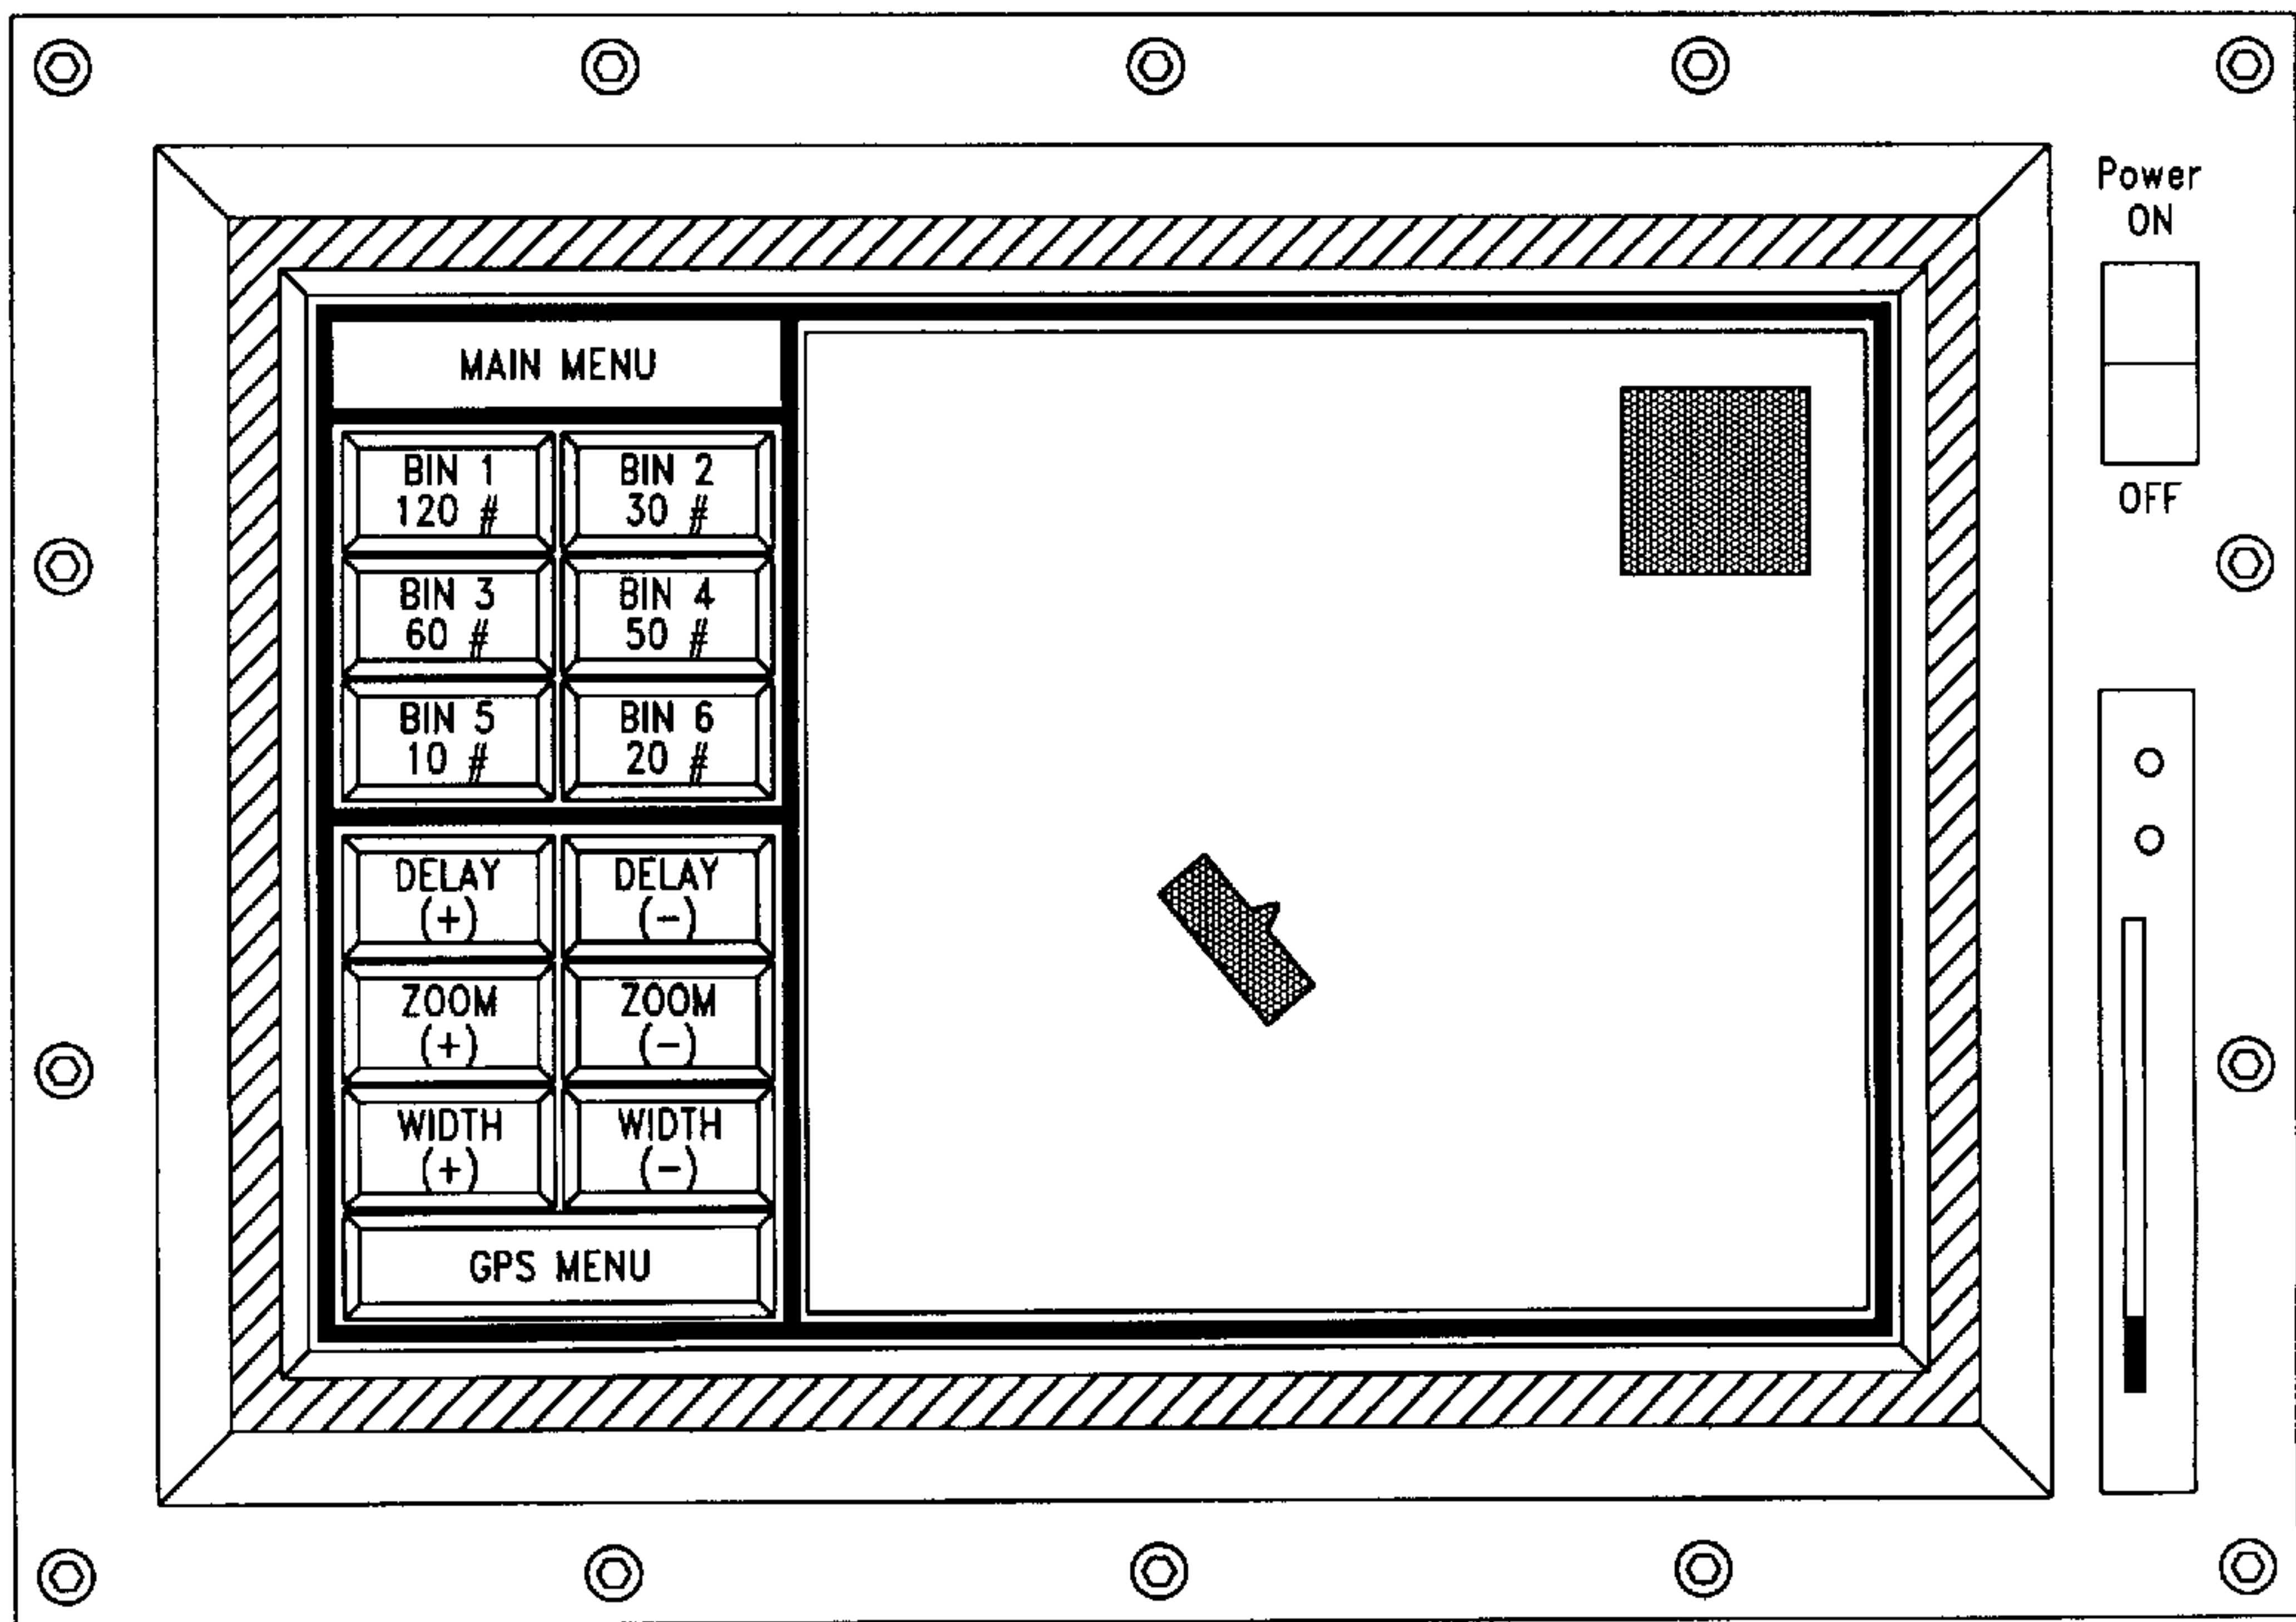 Power
ON
OFF
MAIN MENU
BIN 1
120 #
BIN 2
30 #
BIN 3
60 #
BIN 4
50 #
BIN 5
10 #
BIN 6
20 #
DELAY
(+)
DELAY
(-)
ZOOM
(+)
ZOOM
(-)
WIDTH
(+)
WIDTH
(-)
GPS MENU